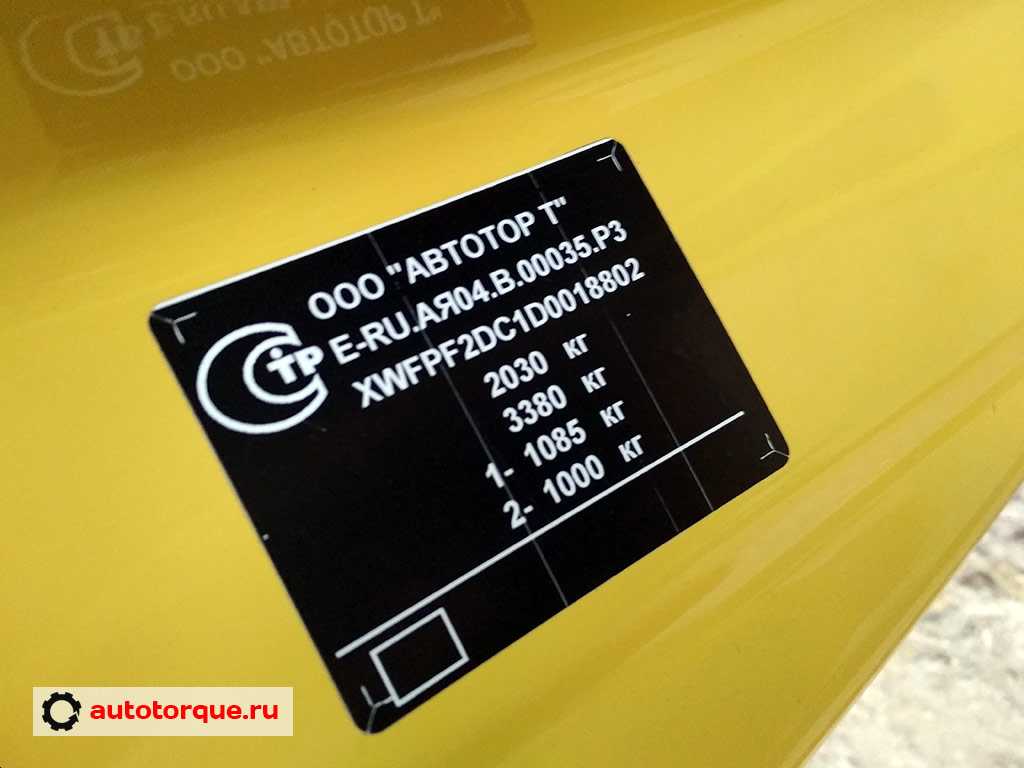 ООО "АВТОТОР Т"
E-RU.АЯ04.В.00035.Р3
XWFPF2DC1D0018802
2030 кг
3380 кг
1- 1085 кг
2- 1000 кг
СТР
autotorque.ru